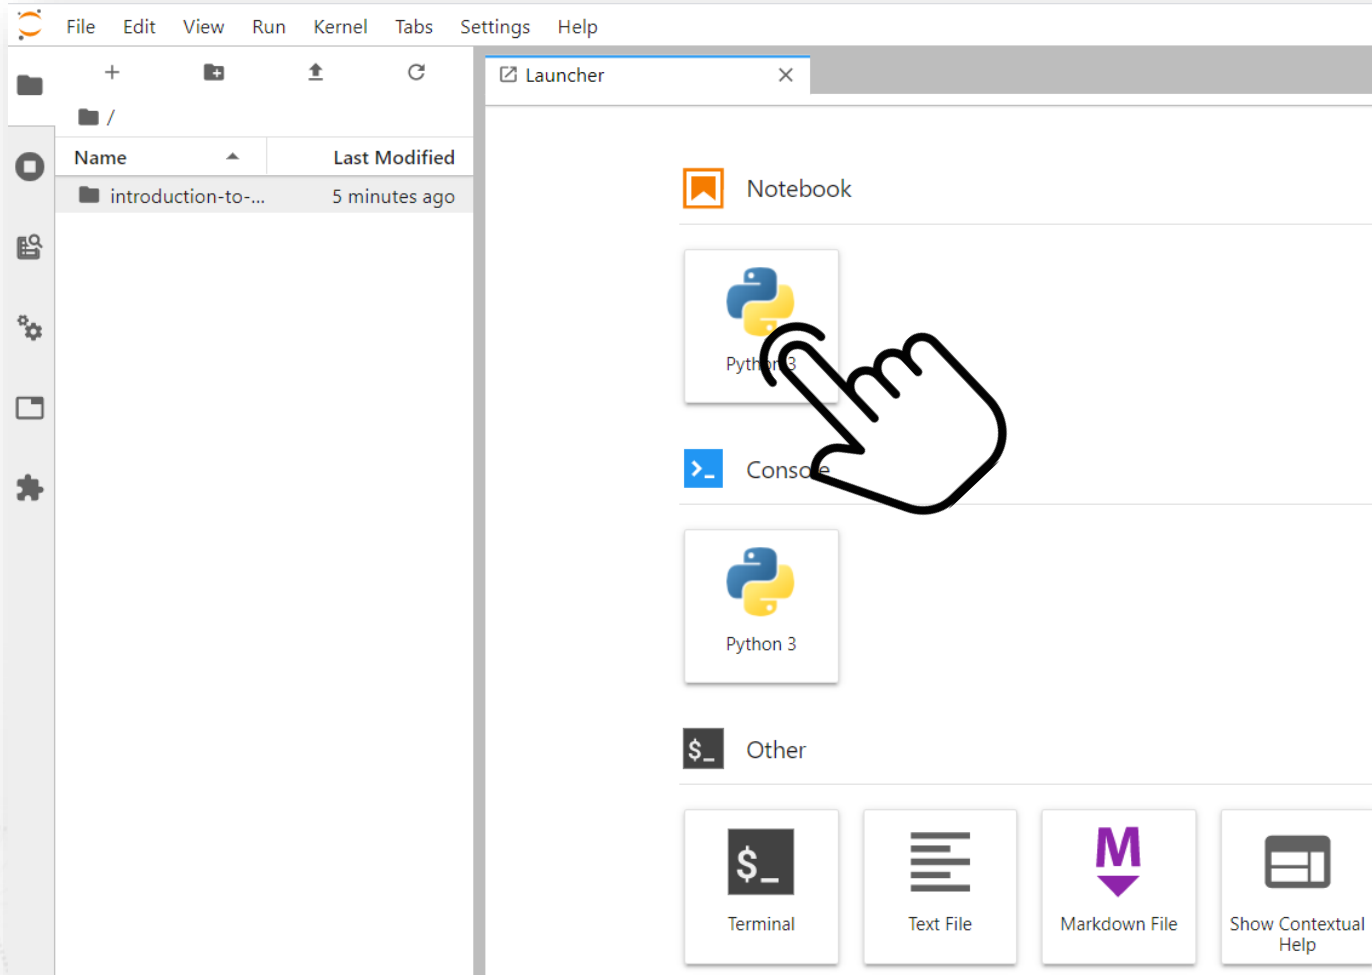 File Edit View Run Kernel Tabs Settings Help
Launcher
/
Name Last Modified
introduction-to-... 5 minutes ago
Notebook
Python 3
Console
Python 3
Other
$_
Terminal Text File Markdown File Show Contextual
Help